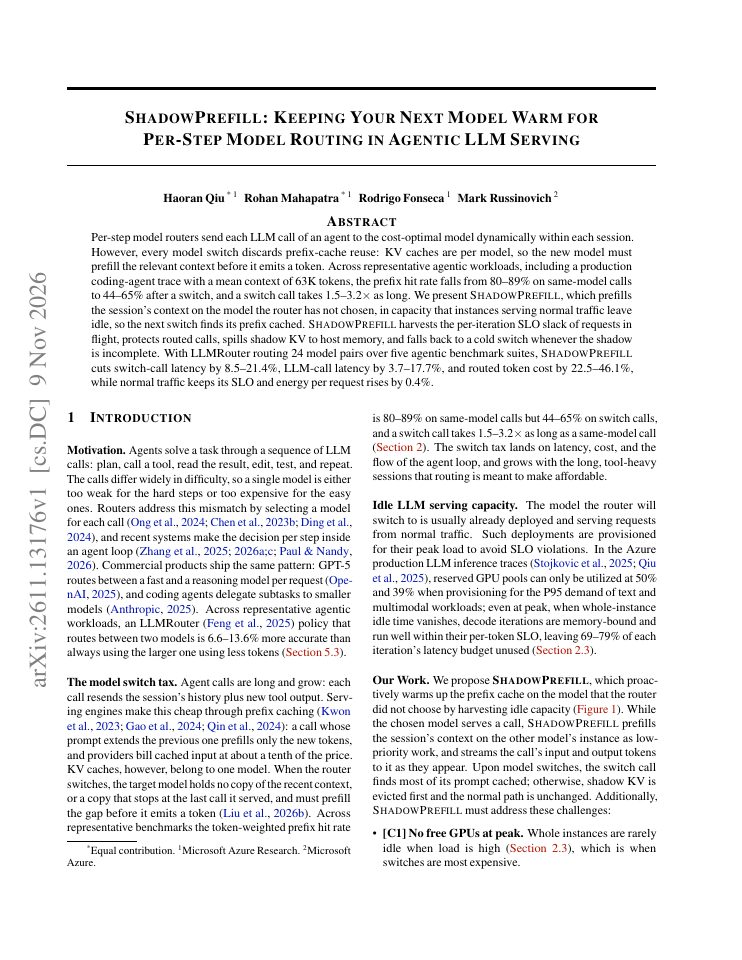 SHADOWPREFILL: KEEPING YOUR NEXT MODEL WARM FOR
PER-STEP MODEL ROUTING IN AGENTIC LLM SERVING
Haoran Qiu * 1 Rohan Mahapatra * 1 Rodrigo Fonseca 1 Mark Russinovich 2
ABSTRACT
Per-step model routers send each LLM call of an agent to the cost-optimal model dynamically within each session.
However, every model switch discards prefix-cache reuse: KV caches are per model, so the new model must
prefill the relevant context before it emits a token. Across representative agentic workloads, including a production
coding-agent trace with a mean context of 63K tokens, the prefix hit rate falls from 80–89% on same-model calls
to 44–65% after a switch, and a switch call takes 1.5–3.2× as long. We present SHADOWPREFILL, which prefills
the session's context on the model the router has not chosen, in capacity that instances serving normal traffic leave
idle, so the next switch finds its prefix cached. SHADOWPREFILL harvests the per-iteration SLO slack of requests in
flight, protects routed calls, spills shadow KV to host memory, and falls back to a cold switch whenever the shadow
is incomplete. With LLMRouter routing 24 model pairs over five agentic benchmark suites, SHADOWPREFILL
cuts switch-call latency by 8.5–21.4%, LLM-call latency by 3.7–17.7%, and routed token cost by 22.5–46.1%,
while normal traffic keeps its SLO and energy per request rises by 0.4%.
arXiv:2611.13176v1 [cs.DC] 9 Nov 2026
1 INTRODUCTION
Motivation. Agents solve a task through a sequence of LLM
calls: plan, call a tool, read the result, edit, test, and repeat.
The calls differ widely in difficulty, so a single model is either
too weak for the hard steps or too expensive for the easy
ones. Routers address this mismatch by selecting a model
for each call (Ong et al., 2024; Chen et al., 2023b; Ding et al.,
2024), and recent systems make the decision per step inside
an agent loop (Zhang et al., 2025; 2026a;c; Paul & Nandy,
2026). Commercial products ship the same pattern: GPT-5
routes between a fast and a reasoning model per request (Ope-
nAI, 2025), and coding agents delegate subtasks to smaller
models (Anthropic, 2025). Across representative agentic
workloads, an LLMRouter (Feng et al., 2025) policy that
routes between two models is 6.6–13.6% more accurate than
always using the larger one using less tokens (Section 5.3).
The model switch tax. Agent calls are long and grow: each
call resends the session's history plus new tool output. Serv-
ing engines make this cheap through prefix caching (Kwon
et al., 2023; Gao et al., 2024; Qin et al., 2024): a call whose
prompt extends the previous one prefills only the new tokens,
and providers bill cached input at about a tenth of the price.
KV caches, however, belong to one model. When the router
switches, the target model holds no copy of the recent context,
or a copy that stops at the last call it served, and must prefill
the gap before it emits a token (Liu et al., 2026b). Across
representative benchmarks the token-weighted prefix hit rate
*Equal contribution. 1Microsoft Azure Research. 2Microsoft
Azure.
is 80–89% on same-model calls but 44–65% on switch calls,
and a switch call takes 1.5–3.2× as long as a same-model call
(Section 2). The switch tax lands on latency, cost, and the
flow of the agent loop, and grows with the long, tool-heavy
sessions that routing is meant to make affordable.
Idle LLM serving capacity. The model the router will
switch to is usually already deployed and serving requests
from normal traffic. Such deployments are provisioned
for their peak load to avoid SLO violations. In the Azure
production LLM inference traces (Stojkovic et al., 2025; Qiu
et al., 2025), reserved GPU pools can only be utilized at 50%
and 39% when provisioning for the P95 demand of text and
multimodal workloads; even at peak, when whole-instance
idle time vanishes, decode iterations are memory-bound and
run well within their per-token SLO, leaving 69–79% of each
iteration's latency budget unused (Section 2.3).
Our Work. We propose SHADOWPREFILL, which proac-
tively warms up the prefix cache on the model that the router
did not choose by harvesting idle capacity (Figure 1). While
the chosen model serves a call, SHADOWPREFILL prefills
the session's context on the other model's instance as low-
priority work, and streams the call's input and output tokens
to it as they appear. Upon model switches, the switch call
finds most of its prompt cached; otherwise, shadow KV is
evicted first and the normal path is unchanged. Additionally,
SHADOWPREFILL must address these challenges:
• [C1] No free GPUs at peak. Whole instances are rarely
idle when load is high (Section 2.3), which is when
switches are most expensive.